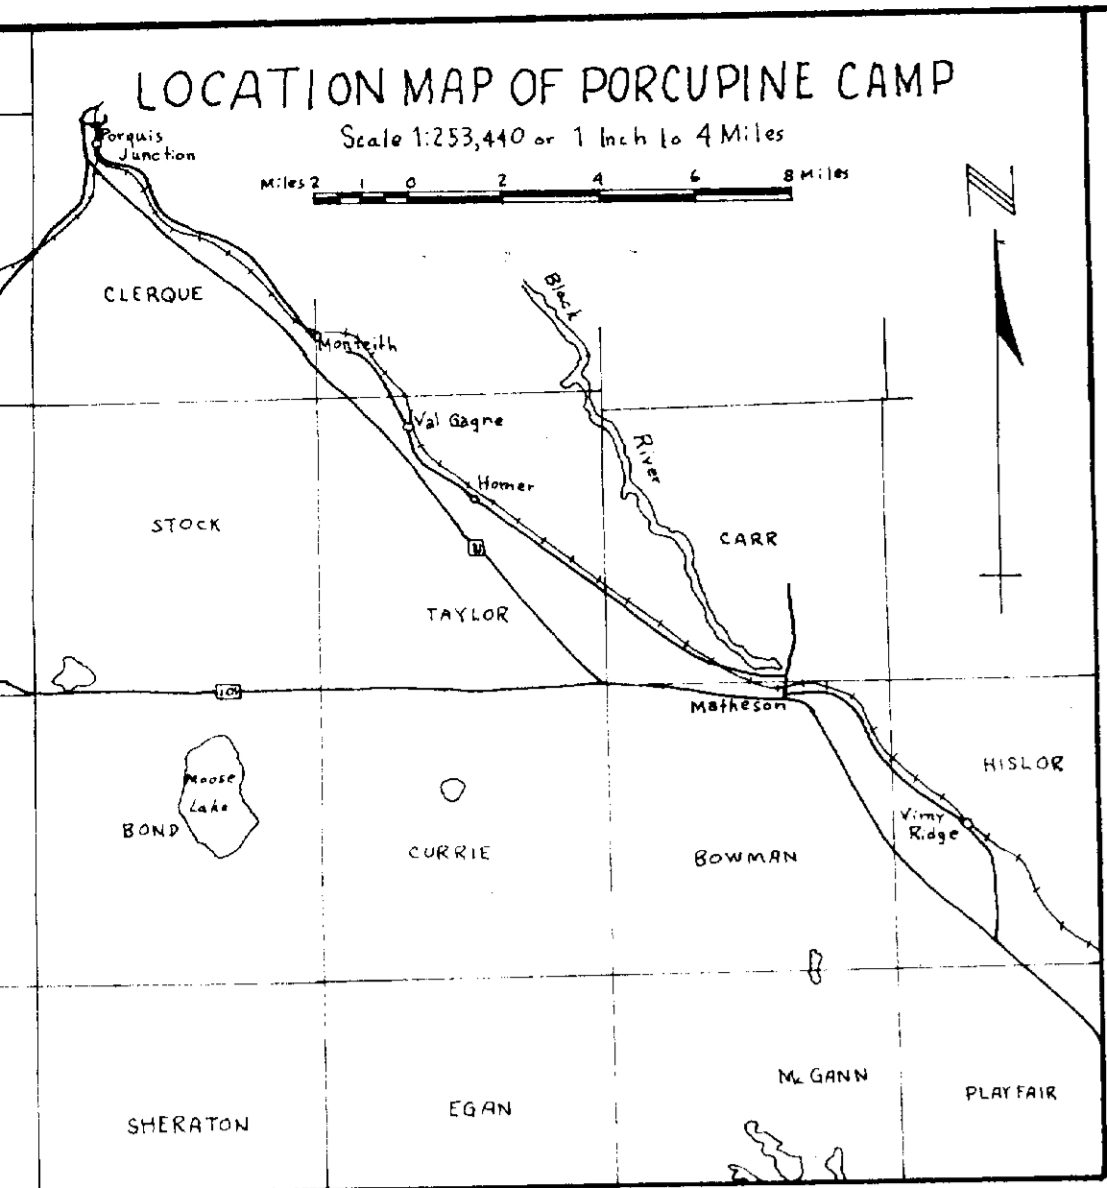 LOCATION MAP OF PORCUPINE CAMP
Scale 1:253,440 or 1 Inch to 4 Miles
Miles 2 1 0 2 4 6 8 Miles
N
Porquis
Junction
CLERQUE
Black
River
Monteith
Val Gagne
Homer
STOCK
CARR
11
TAYLOR
101
Matheson
Moose
Lake
HISLOR
Vimy
Ridge
BOND
CURRIE
BOWMAN
Mc GANN
PLAYFAIR
EGAN
SHERATON